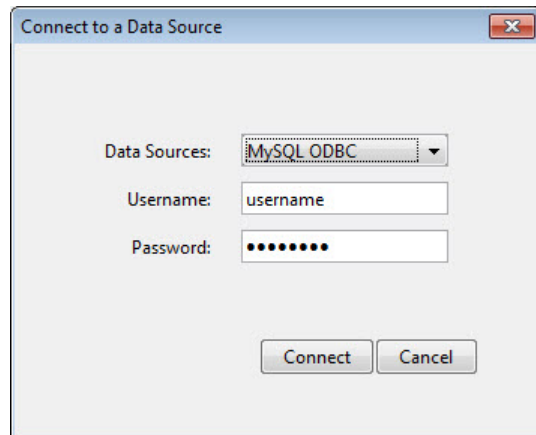 Connect to a Data Source
Data Sources: MySQL ODBC
Username: username
Password: ••••••••
Connect Cancel